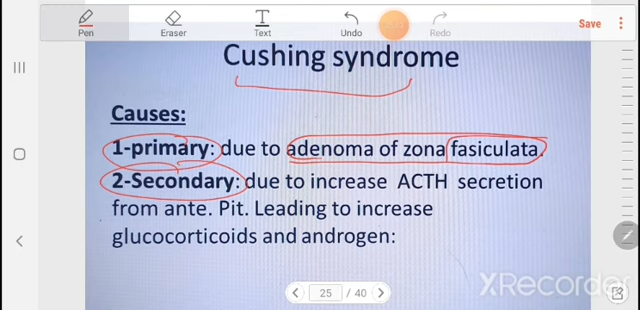 Pen
Eraser
Text
Undo
Redo
Save
Cushing syndrome
Causes:
1-primary: due to adenoma of zona fasiculata.
2-Secondary: due to increase ACTH secretion
from ante. Pit. Leading to increase
glucocorticoids and androgen:
25 / 40
XRecorder